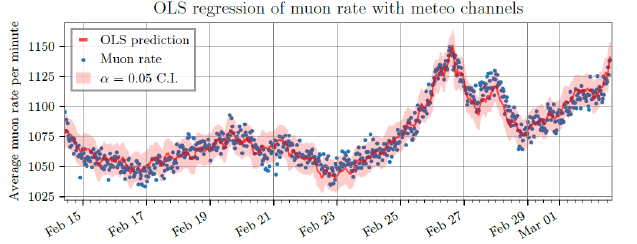 OLS regression of muon rate with meteo channels
Average muon rate per minute
1150
1125
1100
1075
1050
1025
OLS prediction
Muon rate
α = 0.05 C.I.
Feb 15
Feb 17
Feb 19
Feb 21
Feb 23
Feb 25
Feb 27
Feb 29
Mar 01